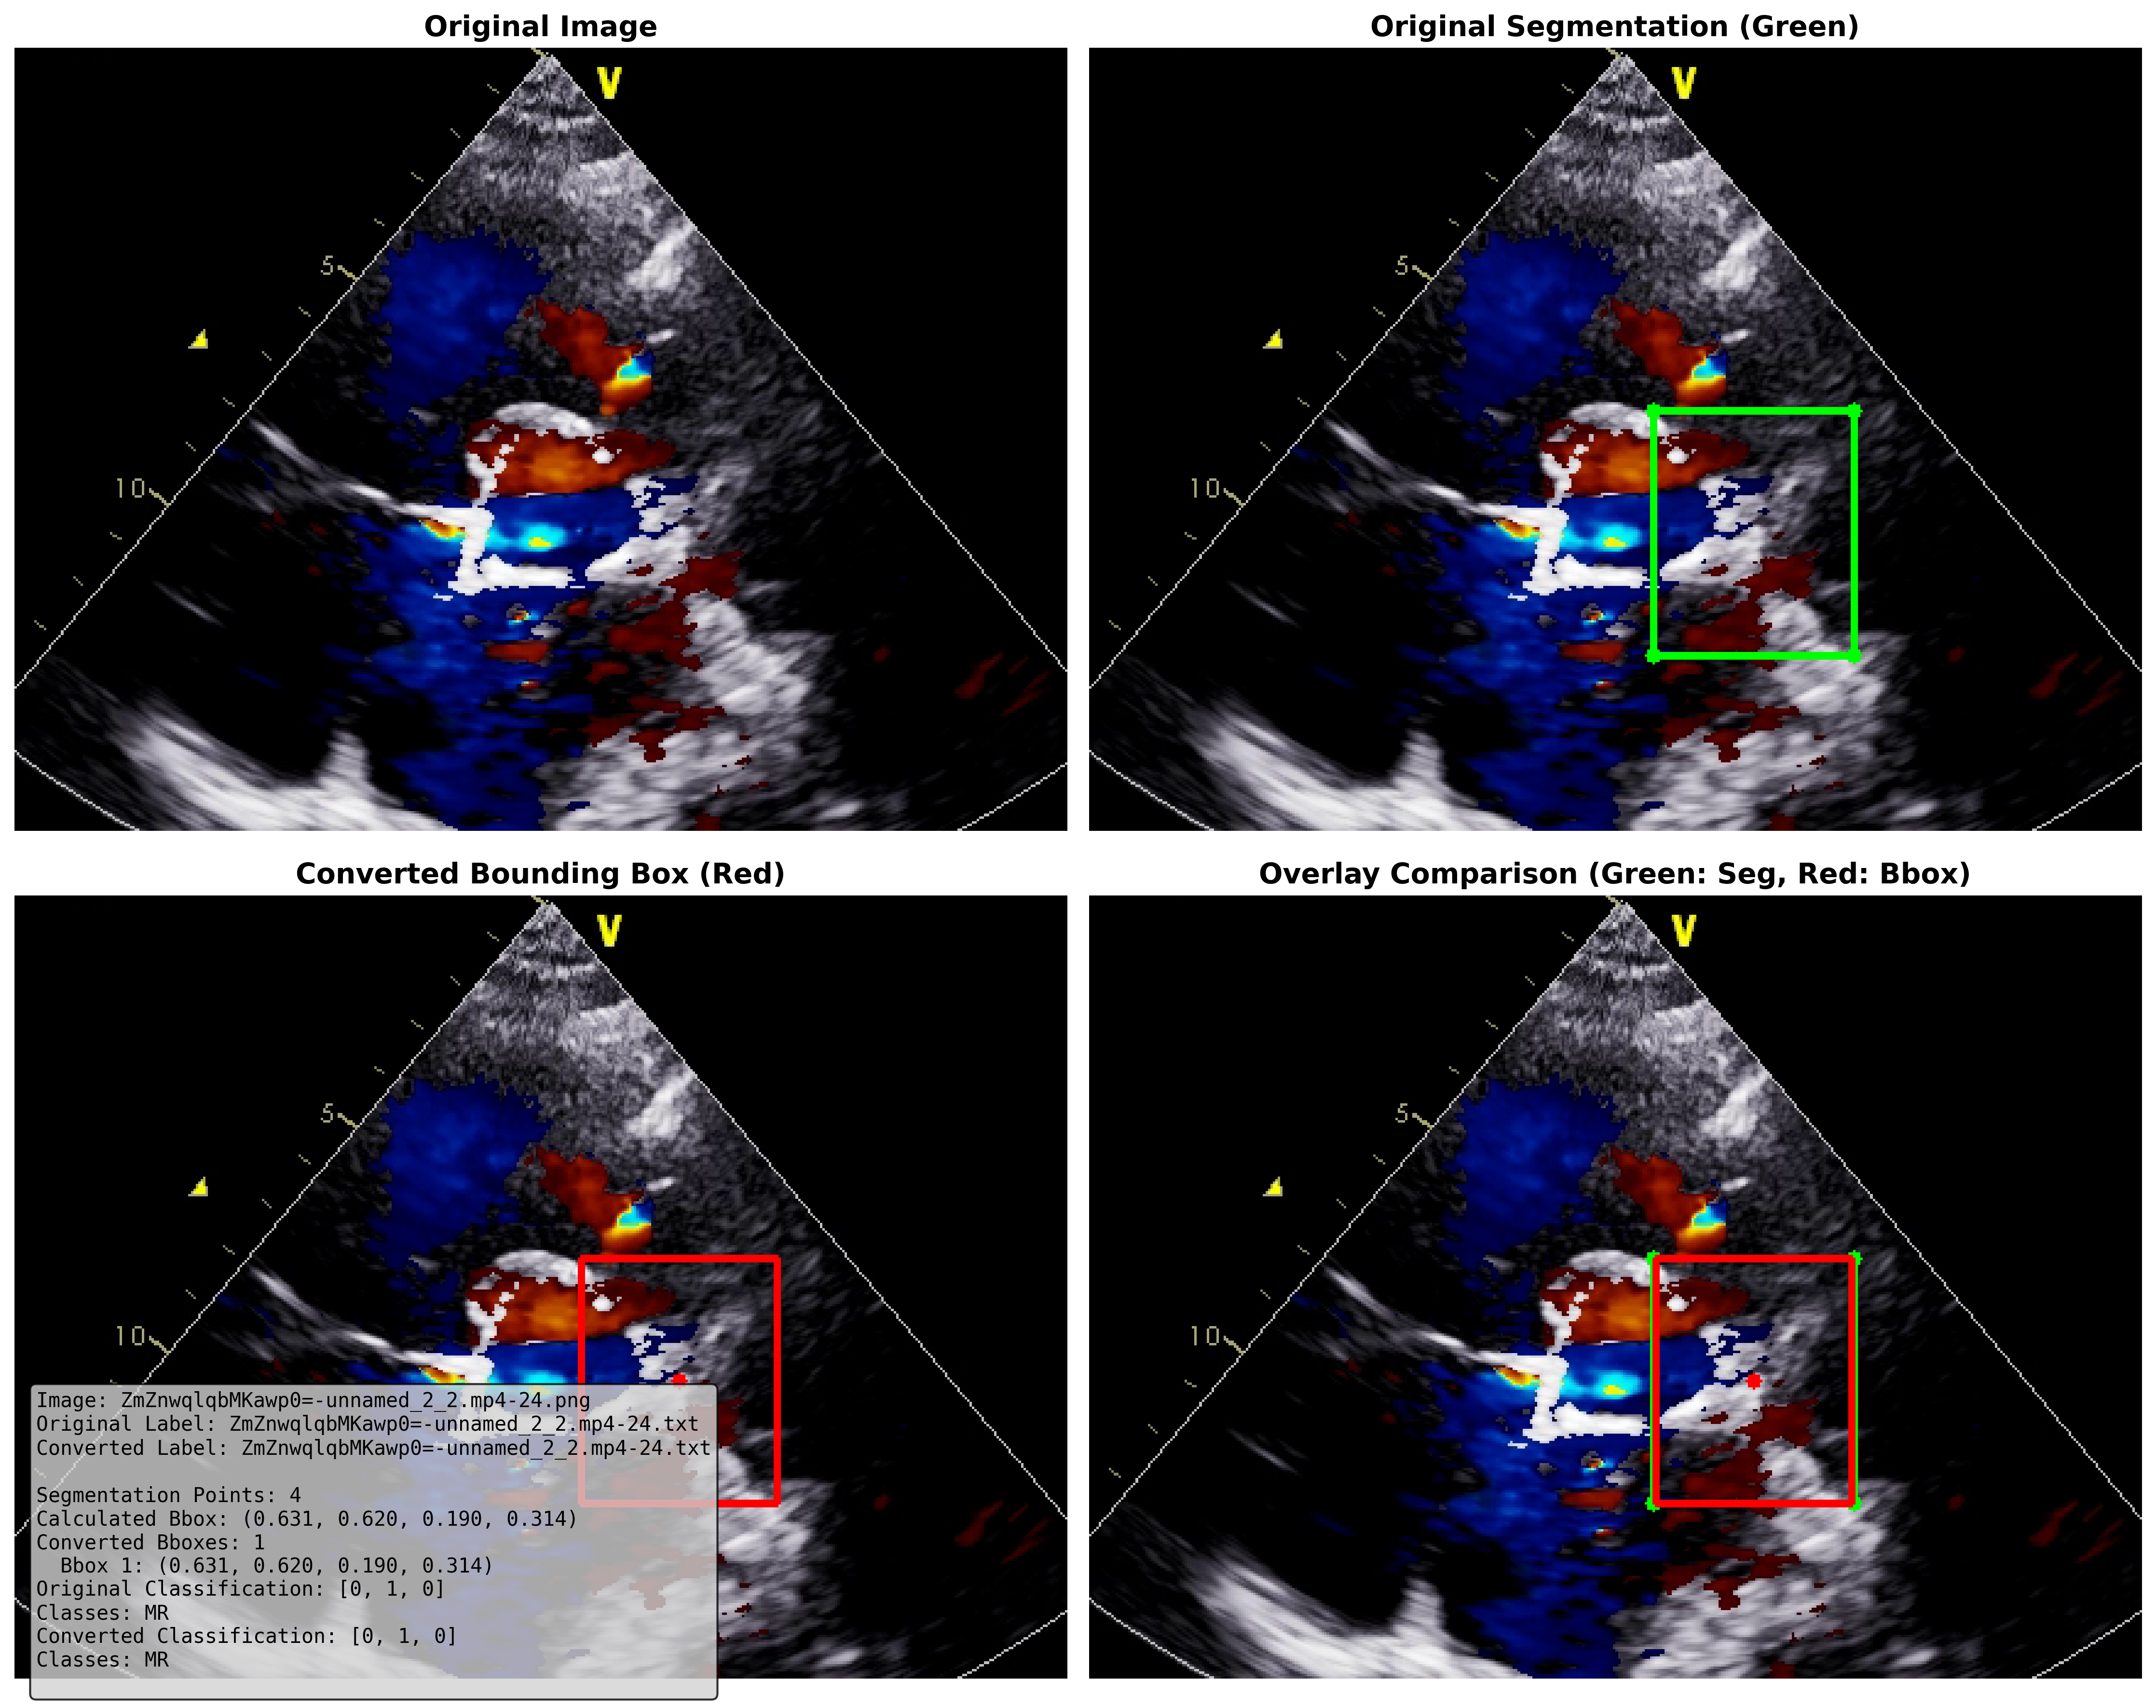 Original Image
Original Segmentation (Green)
V
5
10
V
5
10
Converted Bounding Box (Red)
Overlay Comparison (Green: Seg, Red: Bbox)
V
5
10
V
5
10
Image: ZmZnwqlqbMKawp0=-unnamed_2_2.mp4-24.png
Original Label: ZmZnwqlqbMKawp0=-unnamed_2_2.mp4-24.txt
Converted Label: ZmZnwqlqbMKawp0=-unnamed_2_2.mp4-24.txt
Segmentation Points: 4
Calculated Bbox: (0.631, 0.620, 0.190, 0.314)
Converted Bboxes: 1
Bbox 1: (0.631, 0.620, 0.190, 0.314)
Original Classification: [0, 1, 0]
Classes: MR
Converted Classification: [0, 1, 0]
Classes: MR